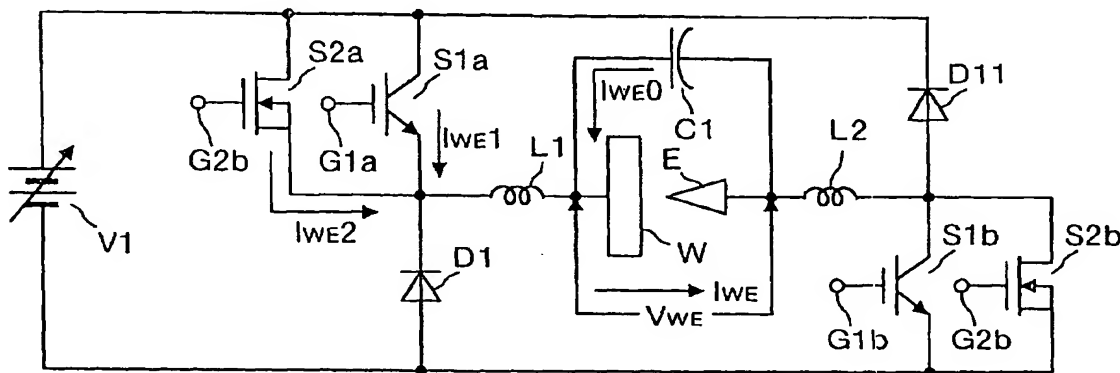 S2a
S1a
D11
IWE0
C1
IWE1
L1
L2
G2b
G1a
E
IWE2
V1
W
S1b
S2b
D1
IWE
VWE
G1b
G2b